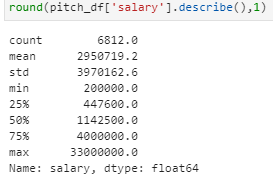 round(pitch_df['salary'].describe(),1)
count 6812.0
mean 2950719.2
std 3970162.6
min 200000.0
25% 447600.0
50% 1142500.0
75% 4000000.0
max 33000000.0
Name: salary, dtype: float64